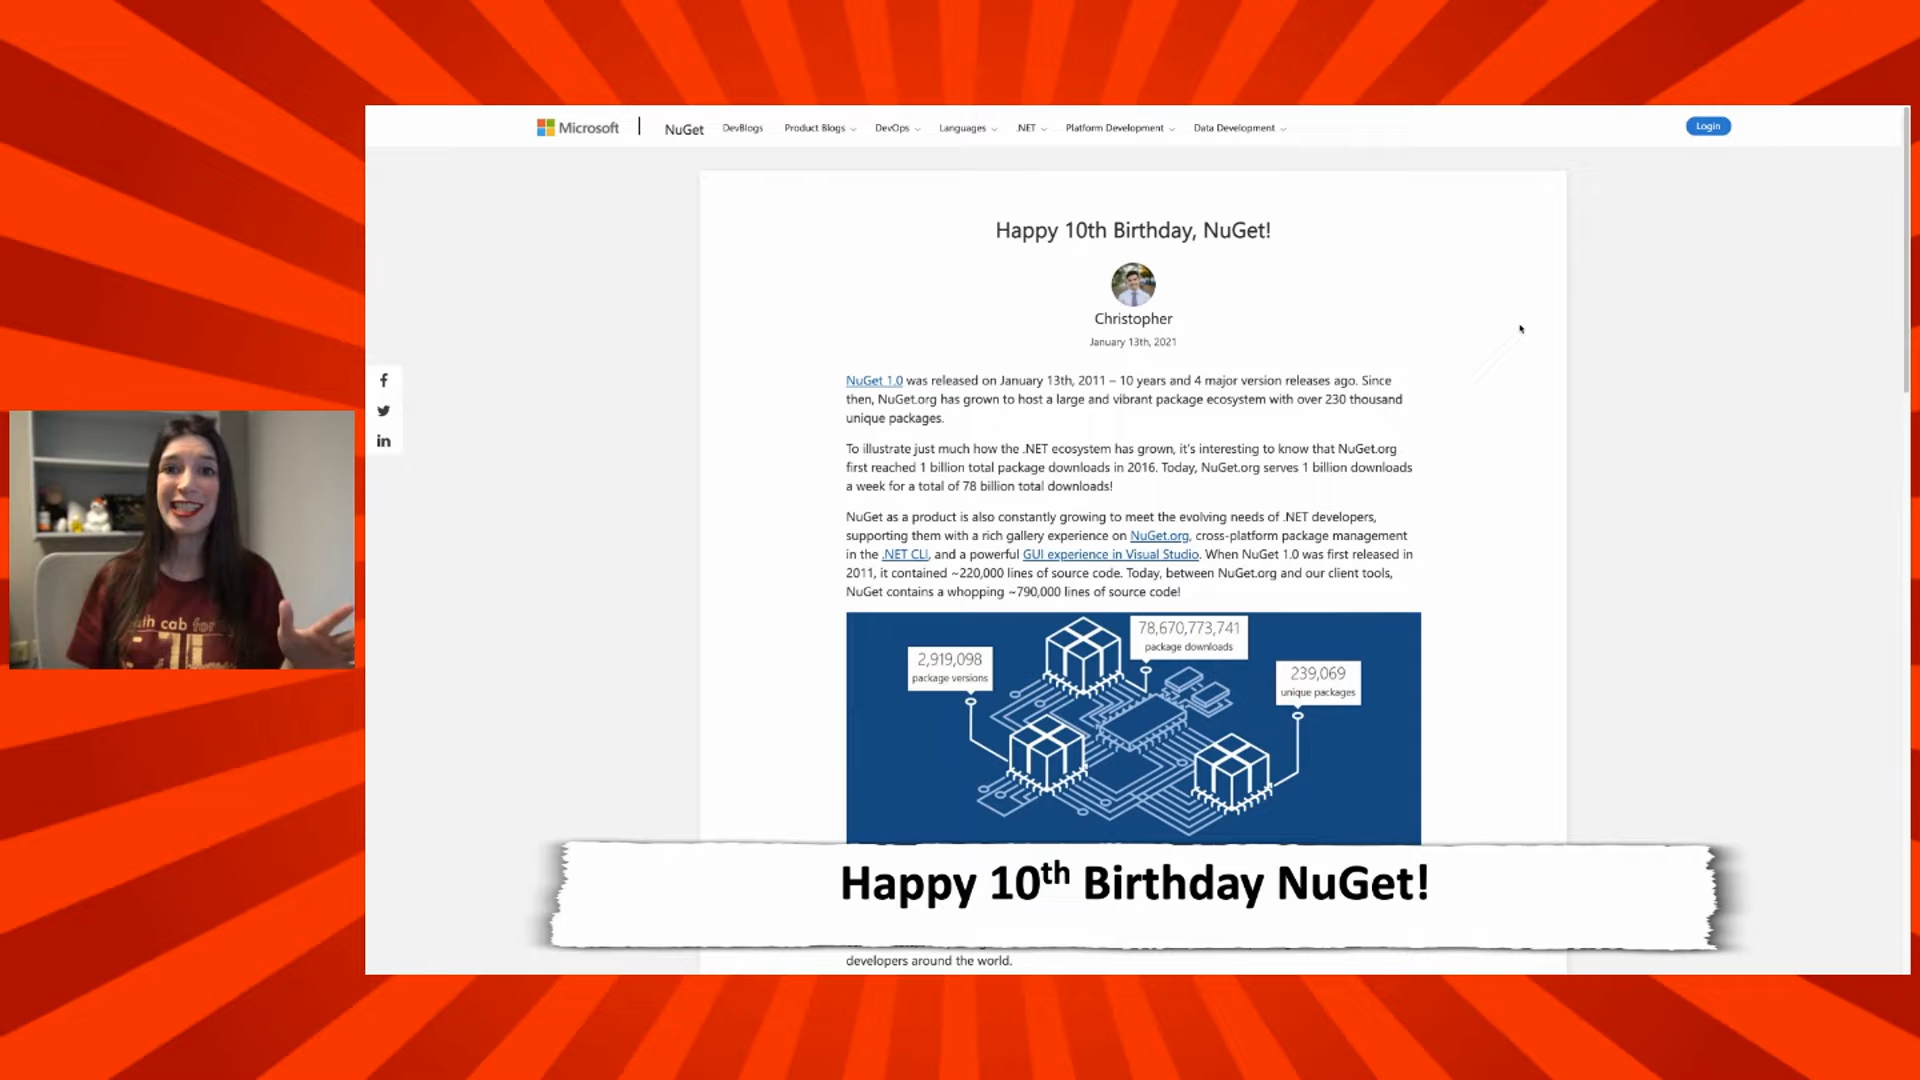 Microsoft
NuGet
DevBlogs
Product Blogs
DevOps
Languages
.NET
Platform Development
Data Development
Login
Happy 10th Birthday, NuGet!
Christopher
January 13th, 2021
NuGet 1.0 was released on January 13th, 2011 – 10 years and 4 major version releases ago. Since
then, NuGet.org has grown to host a large and vibrant package ecosystem with over 230 thousand
unique packages.
To illustrate just much how the .NET ecosystem has grown, it's interesting to know that NuGet.org
first reached 1 billion total package downloads in 2016. Today, NuGet.org serves 1 billion downloads
a week for a total of 78 billion total downloads!
NuGet as a product is also constantly growing to meet the evolving needs of .NET developers,
supporting them with a rich gallery experience on NuGet.org, cross-platform package management
in the .NET CLI, and a powerful GUI experience in Visual Studio. When NuGet 1.0 was first released in
2011, it contained ~220,000 lines of source code. Today, between NuGet.org and our client tools,
NuGet contains a whopping ~790,000 lines of source code!
78,670,773,741
package downloads
2,919,098
package versions
239,069
unique packages
cab for
Happy 10th Birthday NuGet!
developers around the world.